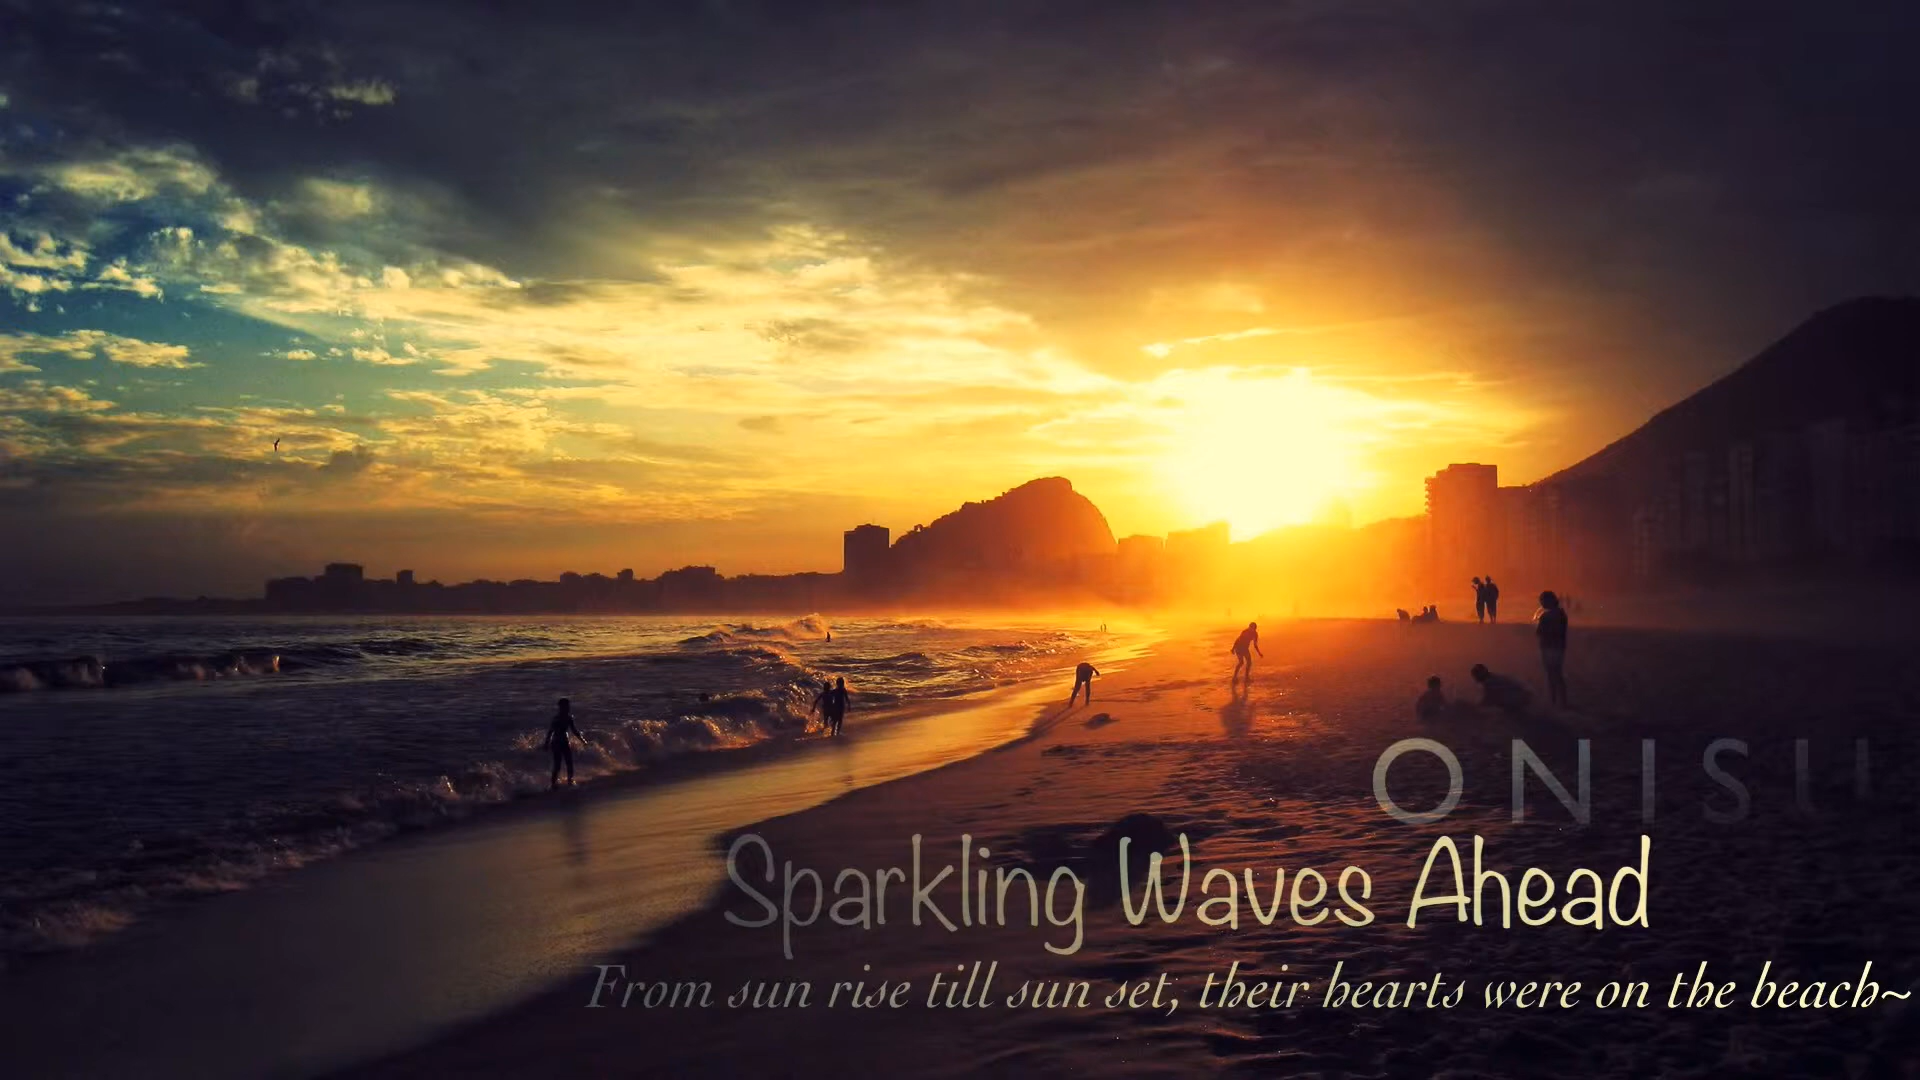 ONISU
Sparkling Waves Ahead
From sun rise till sun set, their hearts were on the beach~